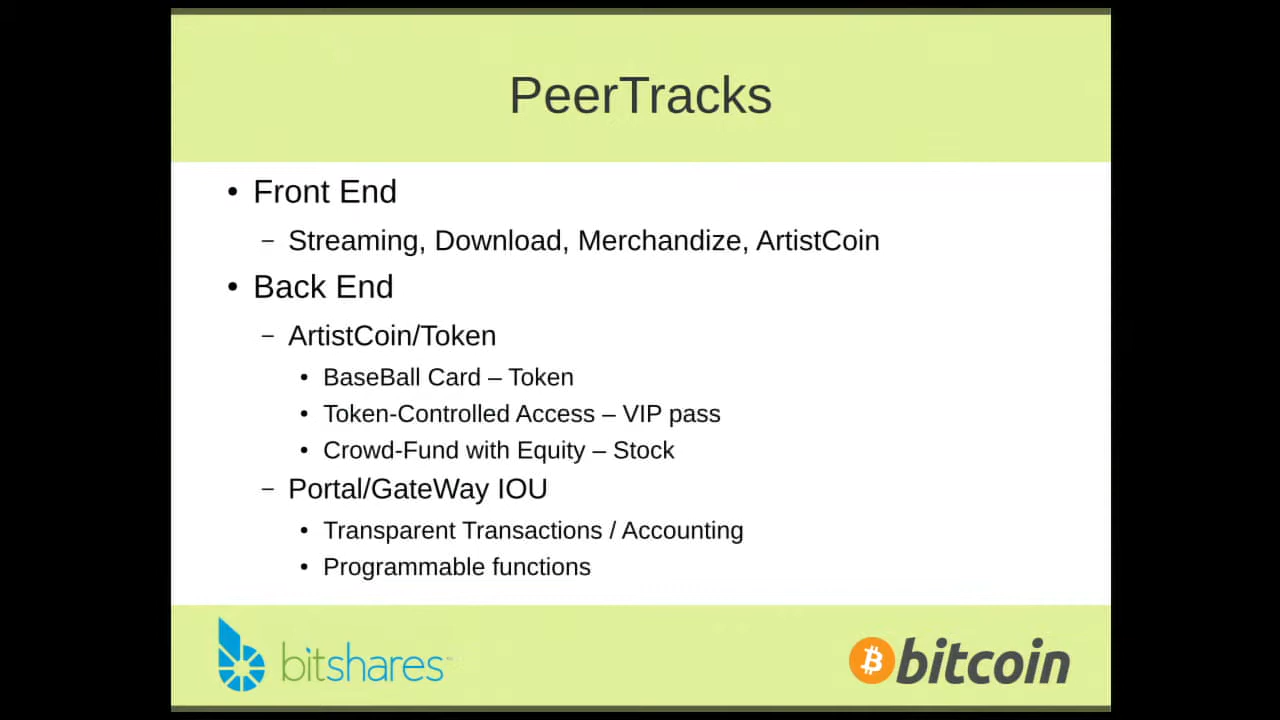 PeerTracks
• Front End
– Streaming, Download, Merchandize, ArtistCoin
• Back End
– ArtistCoin/Token
• BaseBall Card – Token
• Token-Controlled Access – VIP pass
• Crowd-Fund with Equity – Stock
– Portal/GateWay IOU
• Transparent Transactions / Accounting
• Programmable functions
bitshares
bitcoin